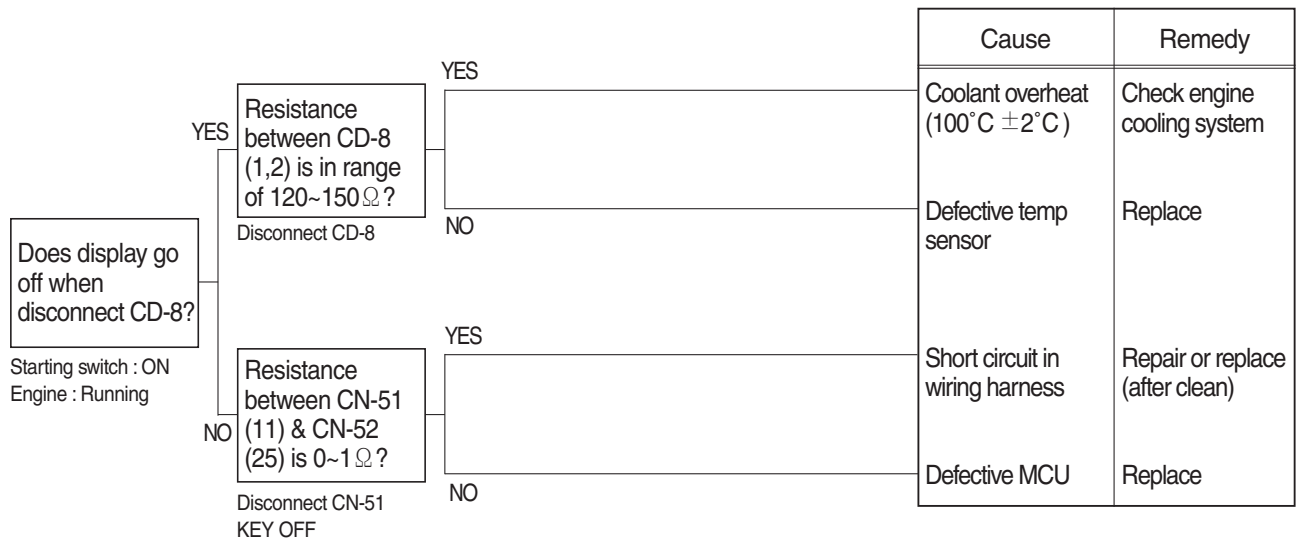 Does display go
off when
disconnect CD-8?
Starting switch : ON
Engine : Running
YES
Resistance
between CD-8
(1,2) is in range
of 120~150Ω?
Disconnect CD-8
YES
NO
NO
Resistance
between CN-51
(11) & CN-52
(25) is 0~1Ω?
Disconnect CN-51
KEY OFF
YES
NO
Cause Remedy
Coolant overheat Check engine
(100˚C ±2˚C ) cooling system
Defective temp Replace
sensor
Short circuit in Repair or replace
wiring harness (after clean)
Defective MCU Replace